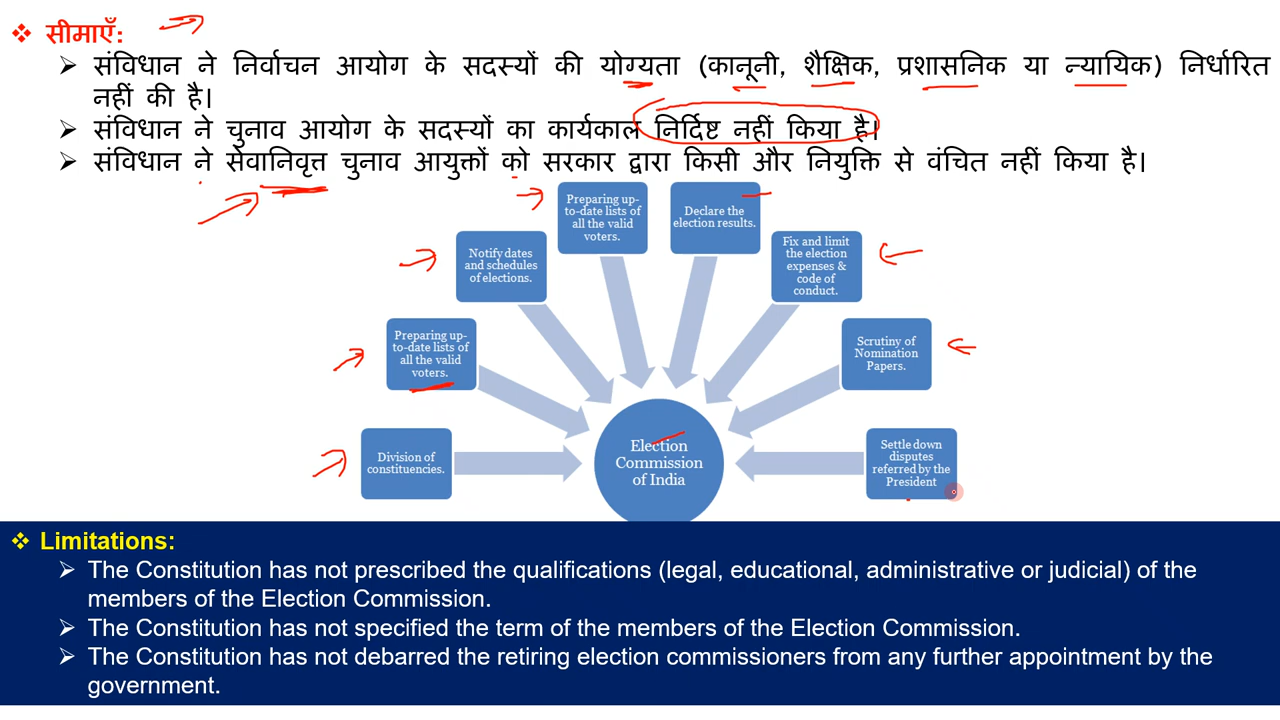 ❖ सीमाएँ:
➢ संविधान ने निर्वाचन आयोग के सदस्यों की योग्यता (कानूनी, शैक्षिक, प्रशासनिक या न्यायिक) निर्धारित
नहीं की है।
➢ संविधान ने चुनाव आयोग के सदस्यों का कार्यकाल निर्दिष्ट नहीं किया है।
➢ संविधान ने सेवानिवृत्त चुनाव आयुक्तों को सरकार द्वारा किसी और नियुक्ति से वंचित नहीं किया है।
Division of
constituencies.
Preparing up-
to-date lists of
all the valid
voters.
Notify dates
and schedules
of elections.
Preparing up-
to-date lists of
all the valid
voters.
Declare the
election results.
Fix and limit
the election
expenses &
code of
conduct.
Scrutiny of
Nomination
Papers.
Settle down
disputes
referred by the
President
Election
Commission
of India
❖ Limitations:
➢ The Constitution has not prescribed the qualifications (legal, educational, administrative or judicial) of the
members of the Election Commission.
➢ The Constitution has not specified the term of the members of the Election Commission.
➢ The Constitution has not debarred the retiring election commissioners from any further appointment by the
government.